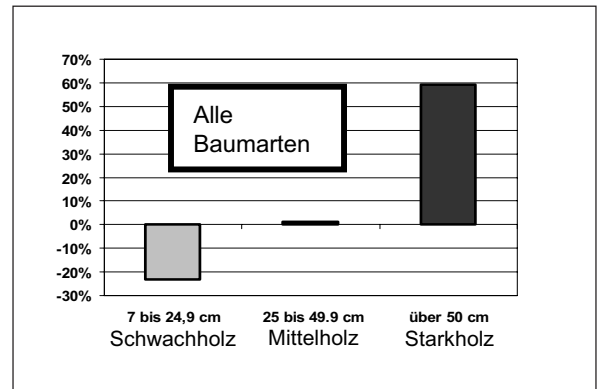 70%
60%
50%
40%
30%
20%
10%
0%
-10%
-20%
-30%
Alle
Baumarten
7 bis 24,9 cm 25 bis 49.9 cm über 50 cm
Schwachholz Mittelholz Starkholz